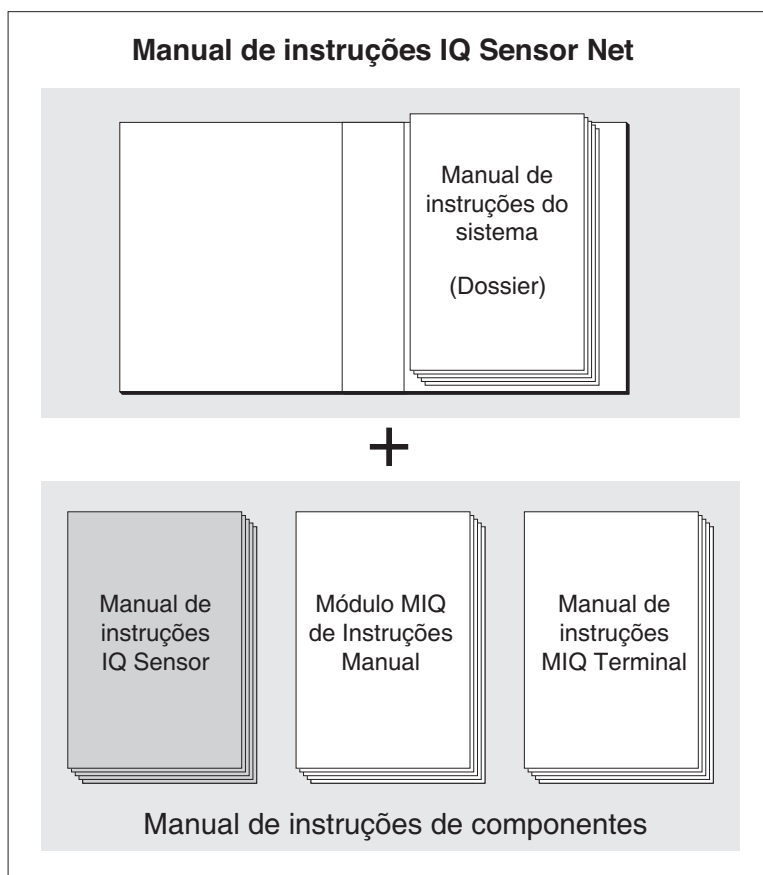 Manual de instruções IQ Sensor Net
Manual de
instruções do
sistema
(Dossier)
+
Manual de
instruções
IQ Sensor
Módulo MIQ
de Instruções
Manual
Manual de
instruções
MIQ Terminal
Manual de instruções de componentes